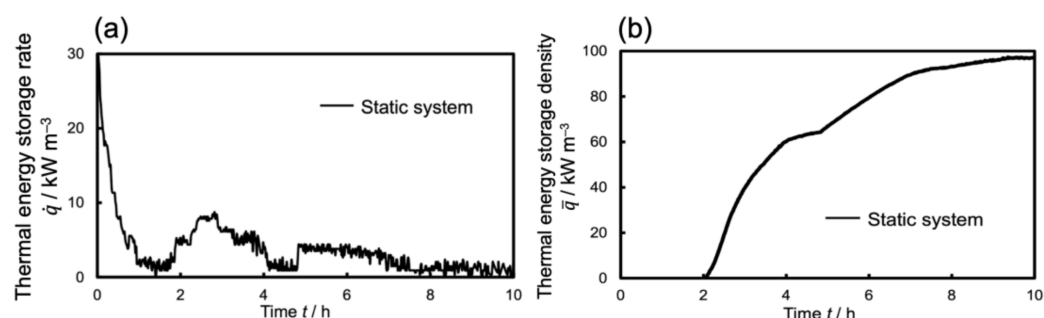 (a)
Thermal energy storage rate
q̇ / kW m⁻³
30
20
10
0
Static system
0 2 4 6 8 10
Time t / h
(b)
Thermal energy storage density
q̄ / kW m⁻³
100
80
60
40
20
0
Static system
0 2 4 6 8 10
Time t / h